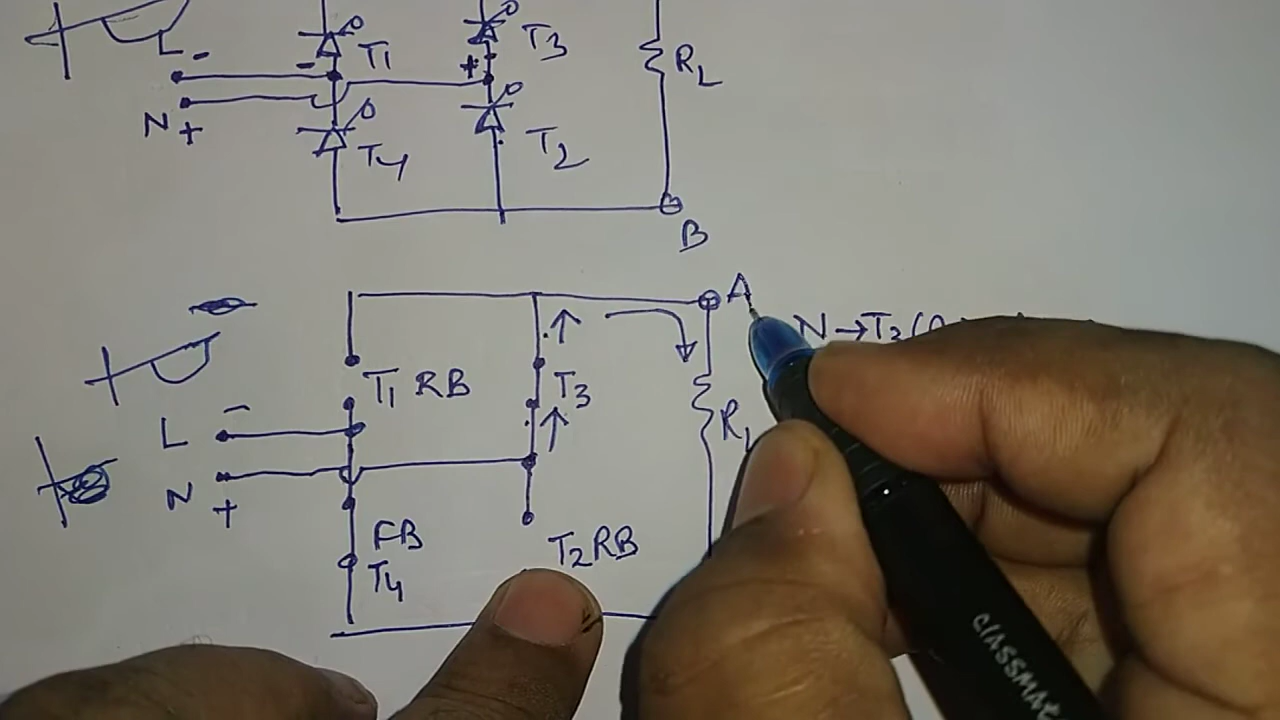 T1
T3
RL
L -
- +
N +
T4
T2
B
A
N → T3
T1 RB
T3
L -
RL
N +
FB
T4
T2 RB
CLASSMATE